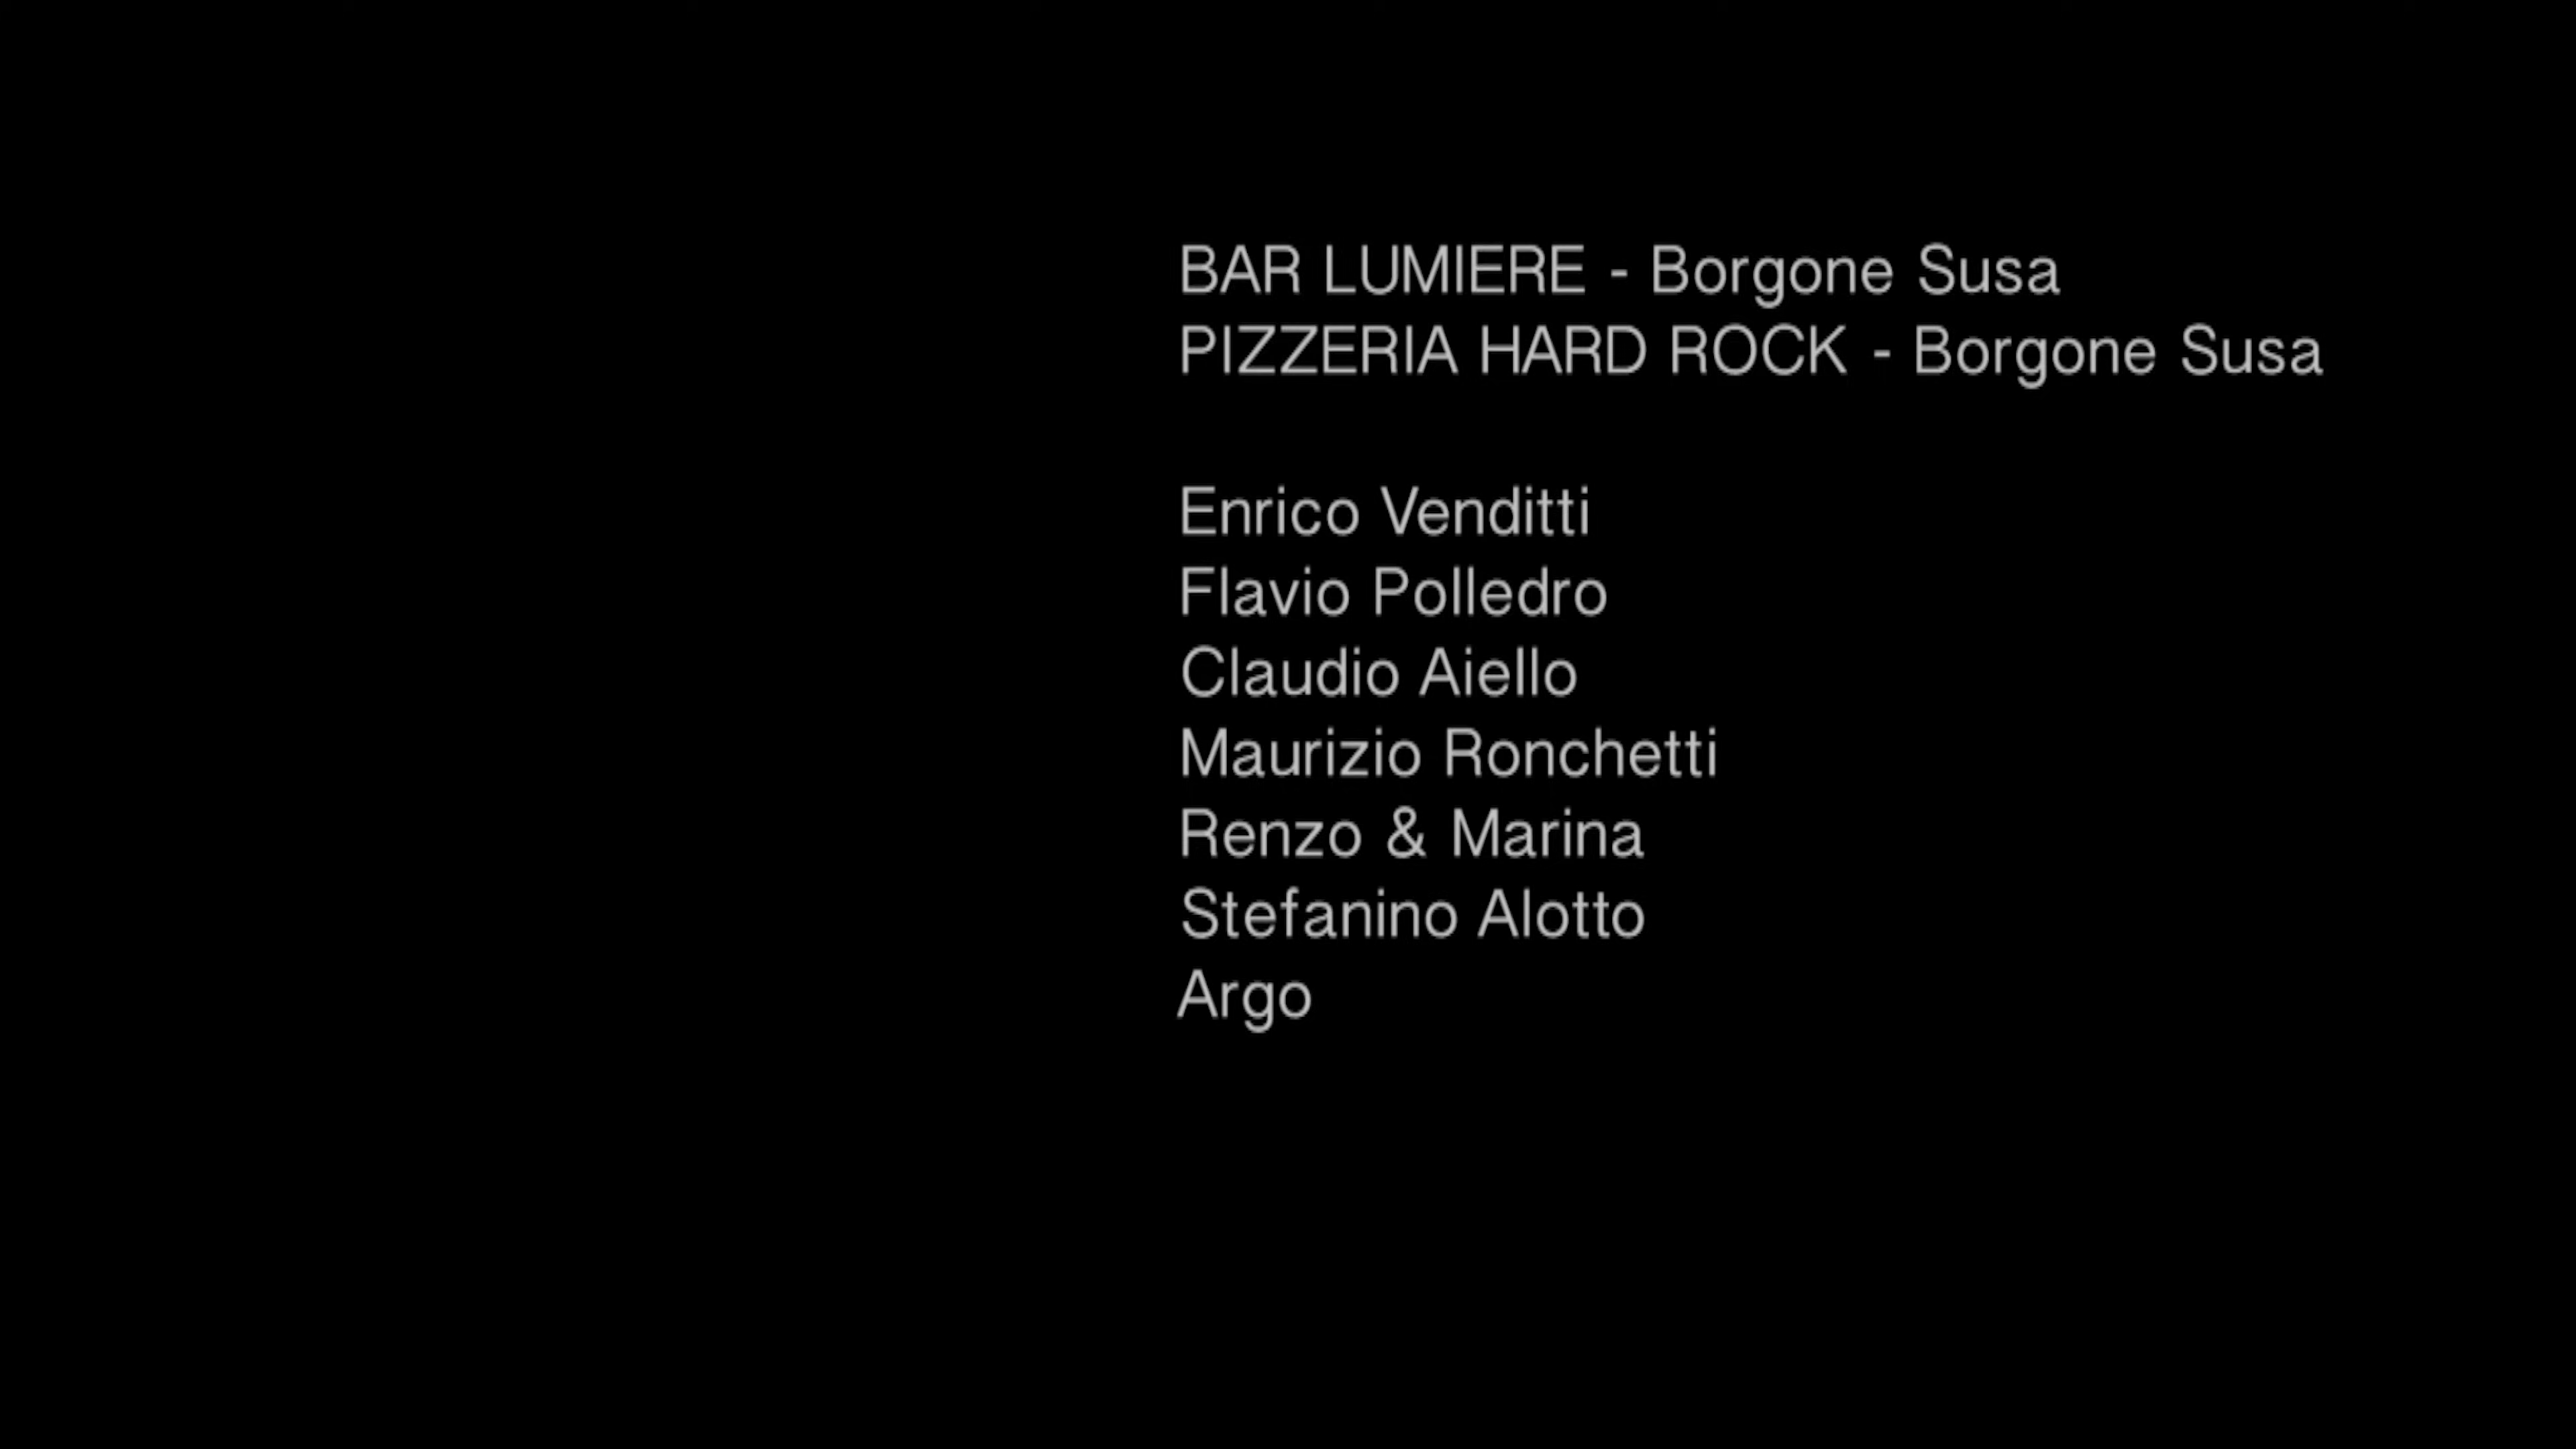 BAR LUMIERE - Borgone Susa
PIZZERIA HARD ROCK - Borgone Susa
Enrico Venditti
Flavio Polledro
Claudio Aiello
Maurizio Ronchetti
Renzo & Marina
Stefanino Alotto
Argo